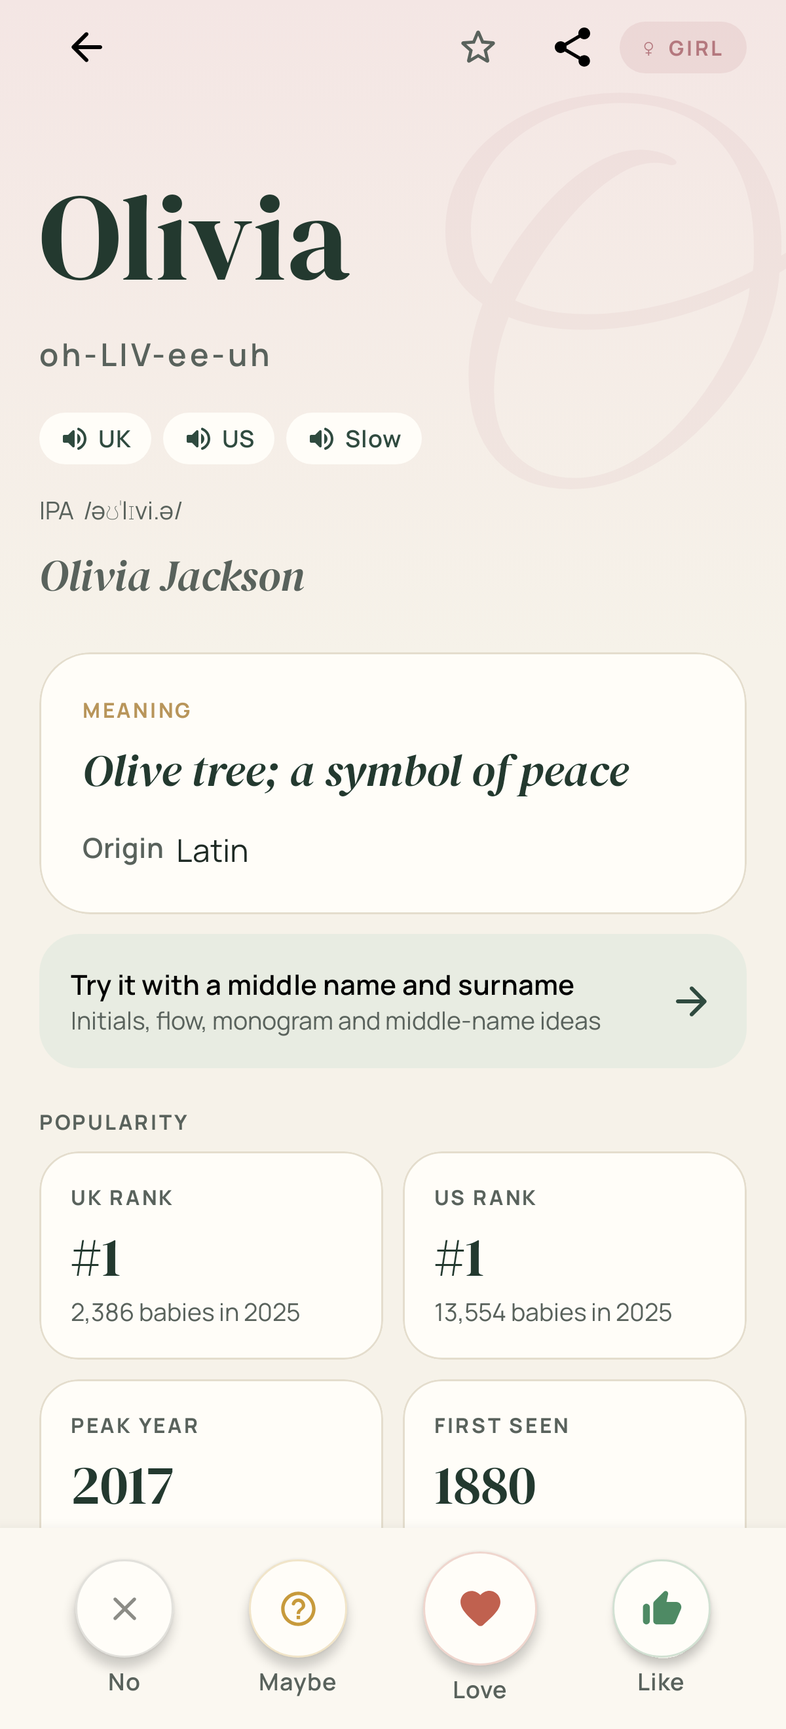 ♀ GIRL
Olivia
oh-LIV-ee-uh
UK US Slow
IPA /əʊˈlɪvi.ə/
Olivia Jackson
MEANING
Olive tree; a symbol of peace
Origin Latin
Try it with a middle name and surname
Initials, flow, monogram and middle-name ideas
POPULARITY
UK RANK
#1
2,386 babies in 2025
US RANK
#1
13,554 babies in 2025
PEAK YEAR
2017
FIRST SEEN
1880
No
Maybe
Love
Like